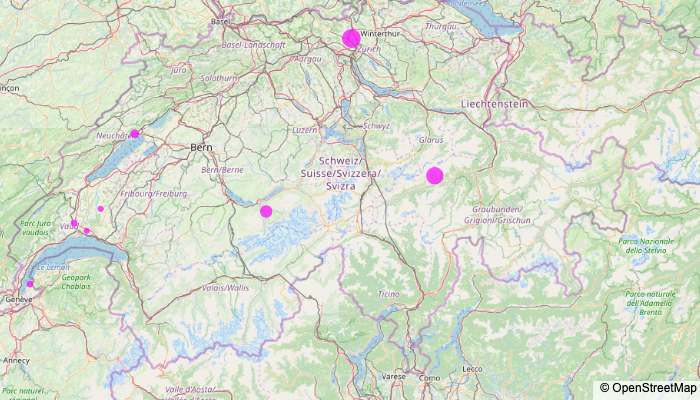 Basel
Winterthur
Thurgau
Basel-Landschaft
Zürich
Aargau
Jura
Solothurn
Liechtenstein
Neuchâtel
Luzern
Schwyz
Glarus
Bern
Bern/Berne
Schweiz/
Suisse/Svizzera/
Svizra
Fribourg/Freiburg
Graubünden/
Grigioni/Grischun
Parc Jura
vaudois
Vaud
Parco Nazionale
dello Stelvio
Le Léman
Geopark
Chablais
Valais/Wallis
Ticino
Genève
Parco naturale
dell'Adamello
Brenta
Annecy
Lecco
Varese
Como
Parc naturel
Valle d'Aosta/
© OpenStreetMap